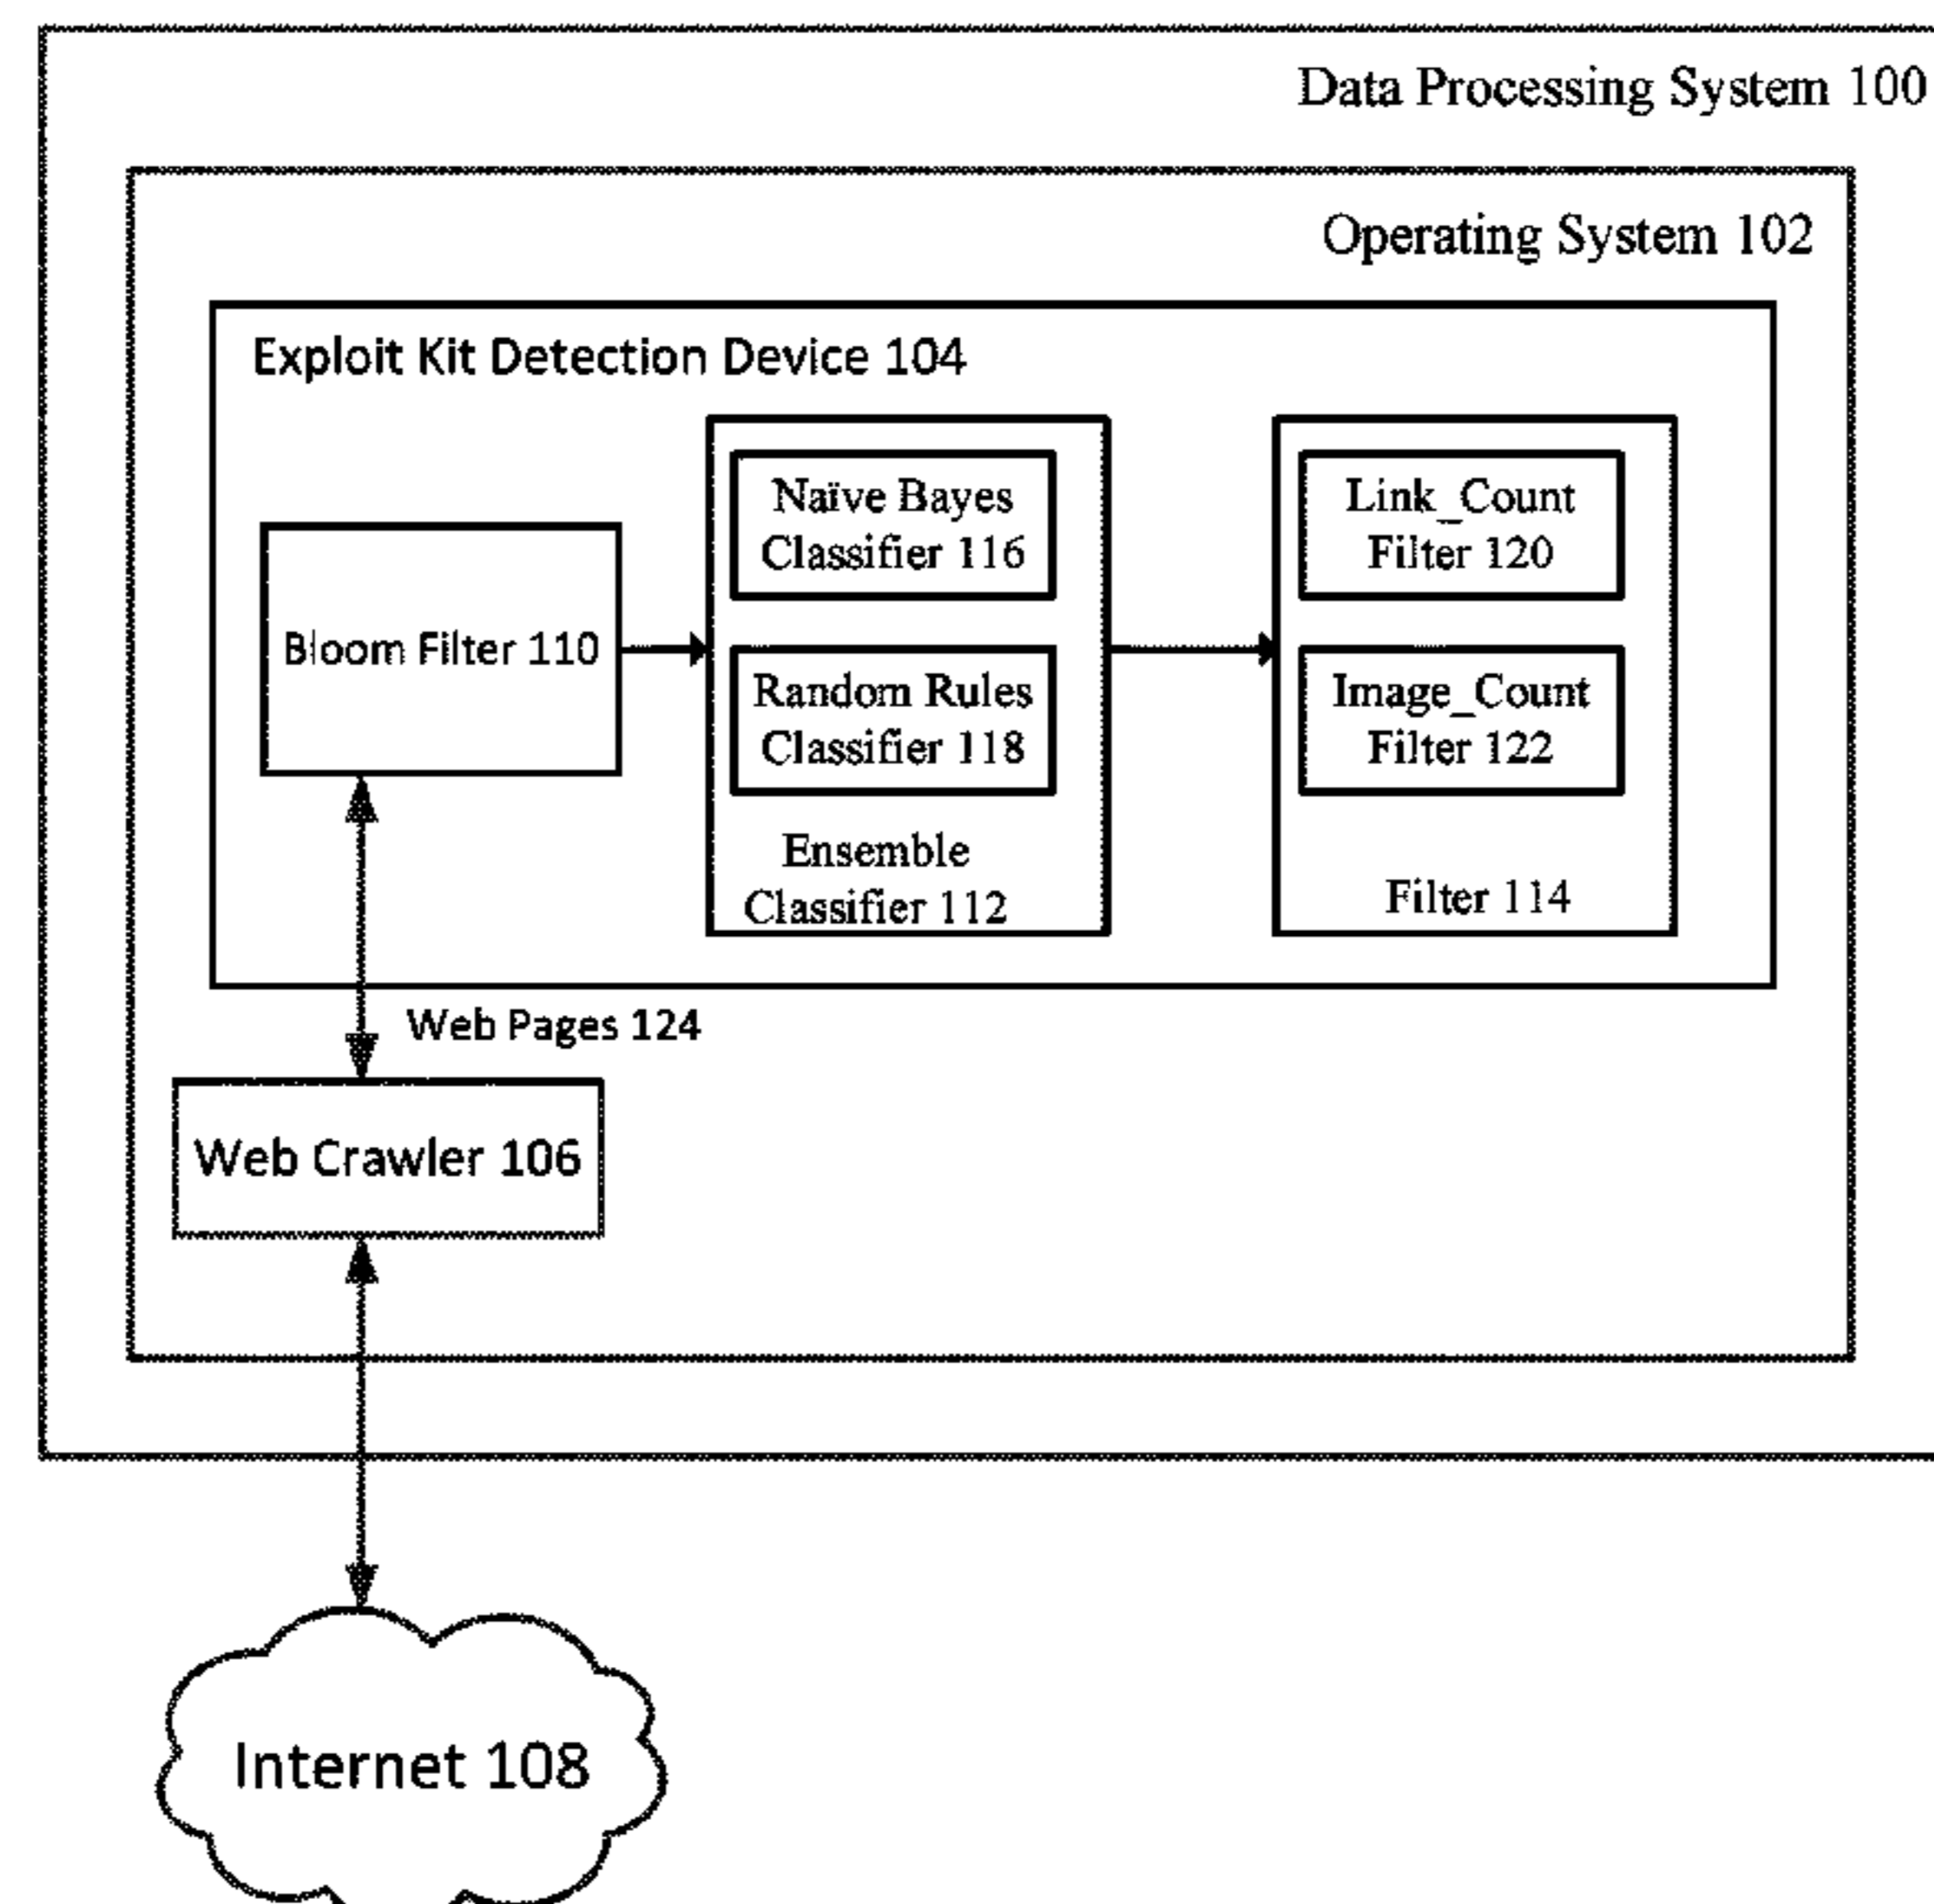 Data Processing System 100
Operating System 102
Exploit Kit Detection Device 104
Bloom Filter 110
Naïve Bayes
Classifier 116
Random Rules
Classifier 118
Ensemble
Classifier 112
Link_Count
Filter 120
Image_Count
Filter 122
Filter 114
Web Pages 124
Web Crawler 106
Internet 108